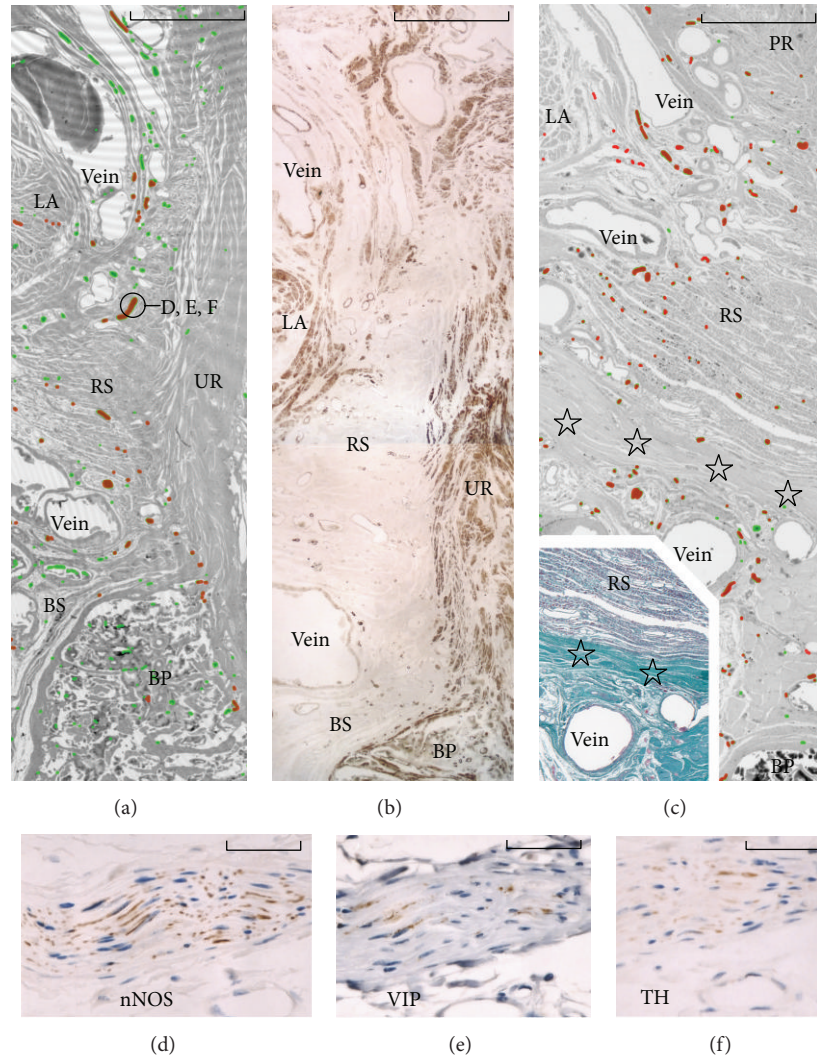 Vein
LA
D, E, F
RS
UR
Vein
BS
BP
(a)
Vein
LA
RS
UR
Vein
BS
BP
(b)
PR
Vein
LA
Vein
RS
Vein
RS
Vein
BP
(c)
nNOS
(d)
VIP
(e)
TH
(f)